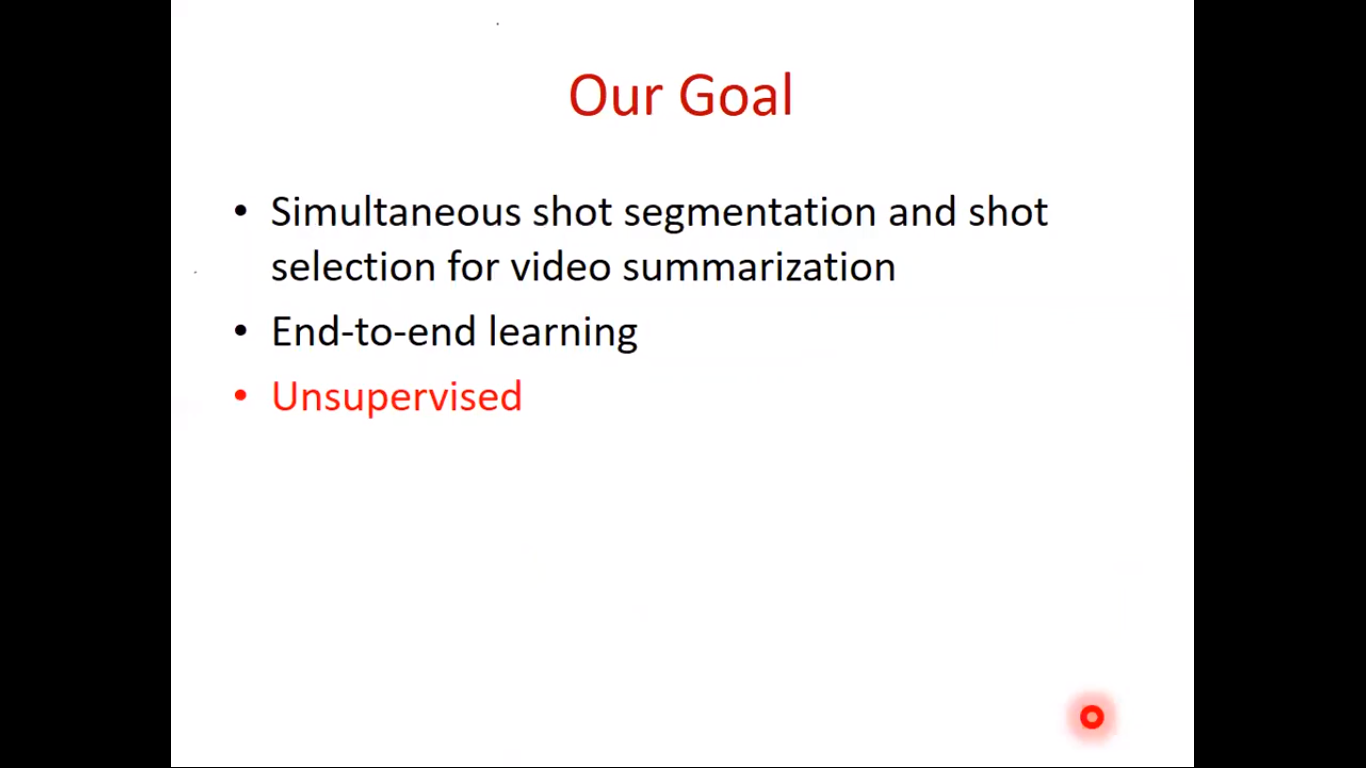 Our Goal
• Simultaneous shot segmentation and shot
selection for video summarization
• End-to-end learning
• Unsupervised